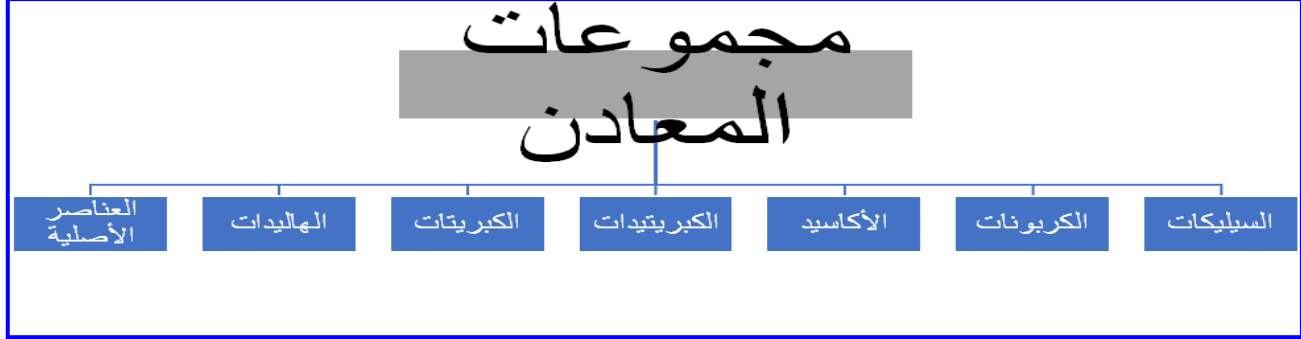 مجموعات
المعادن
السيليكات
الكربونات
الأكاسيد
الكبريتيدات
الكبريتات
الهاليدات
العناصر
الأصلية